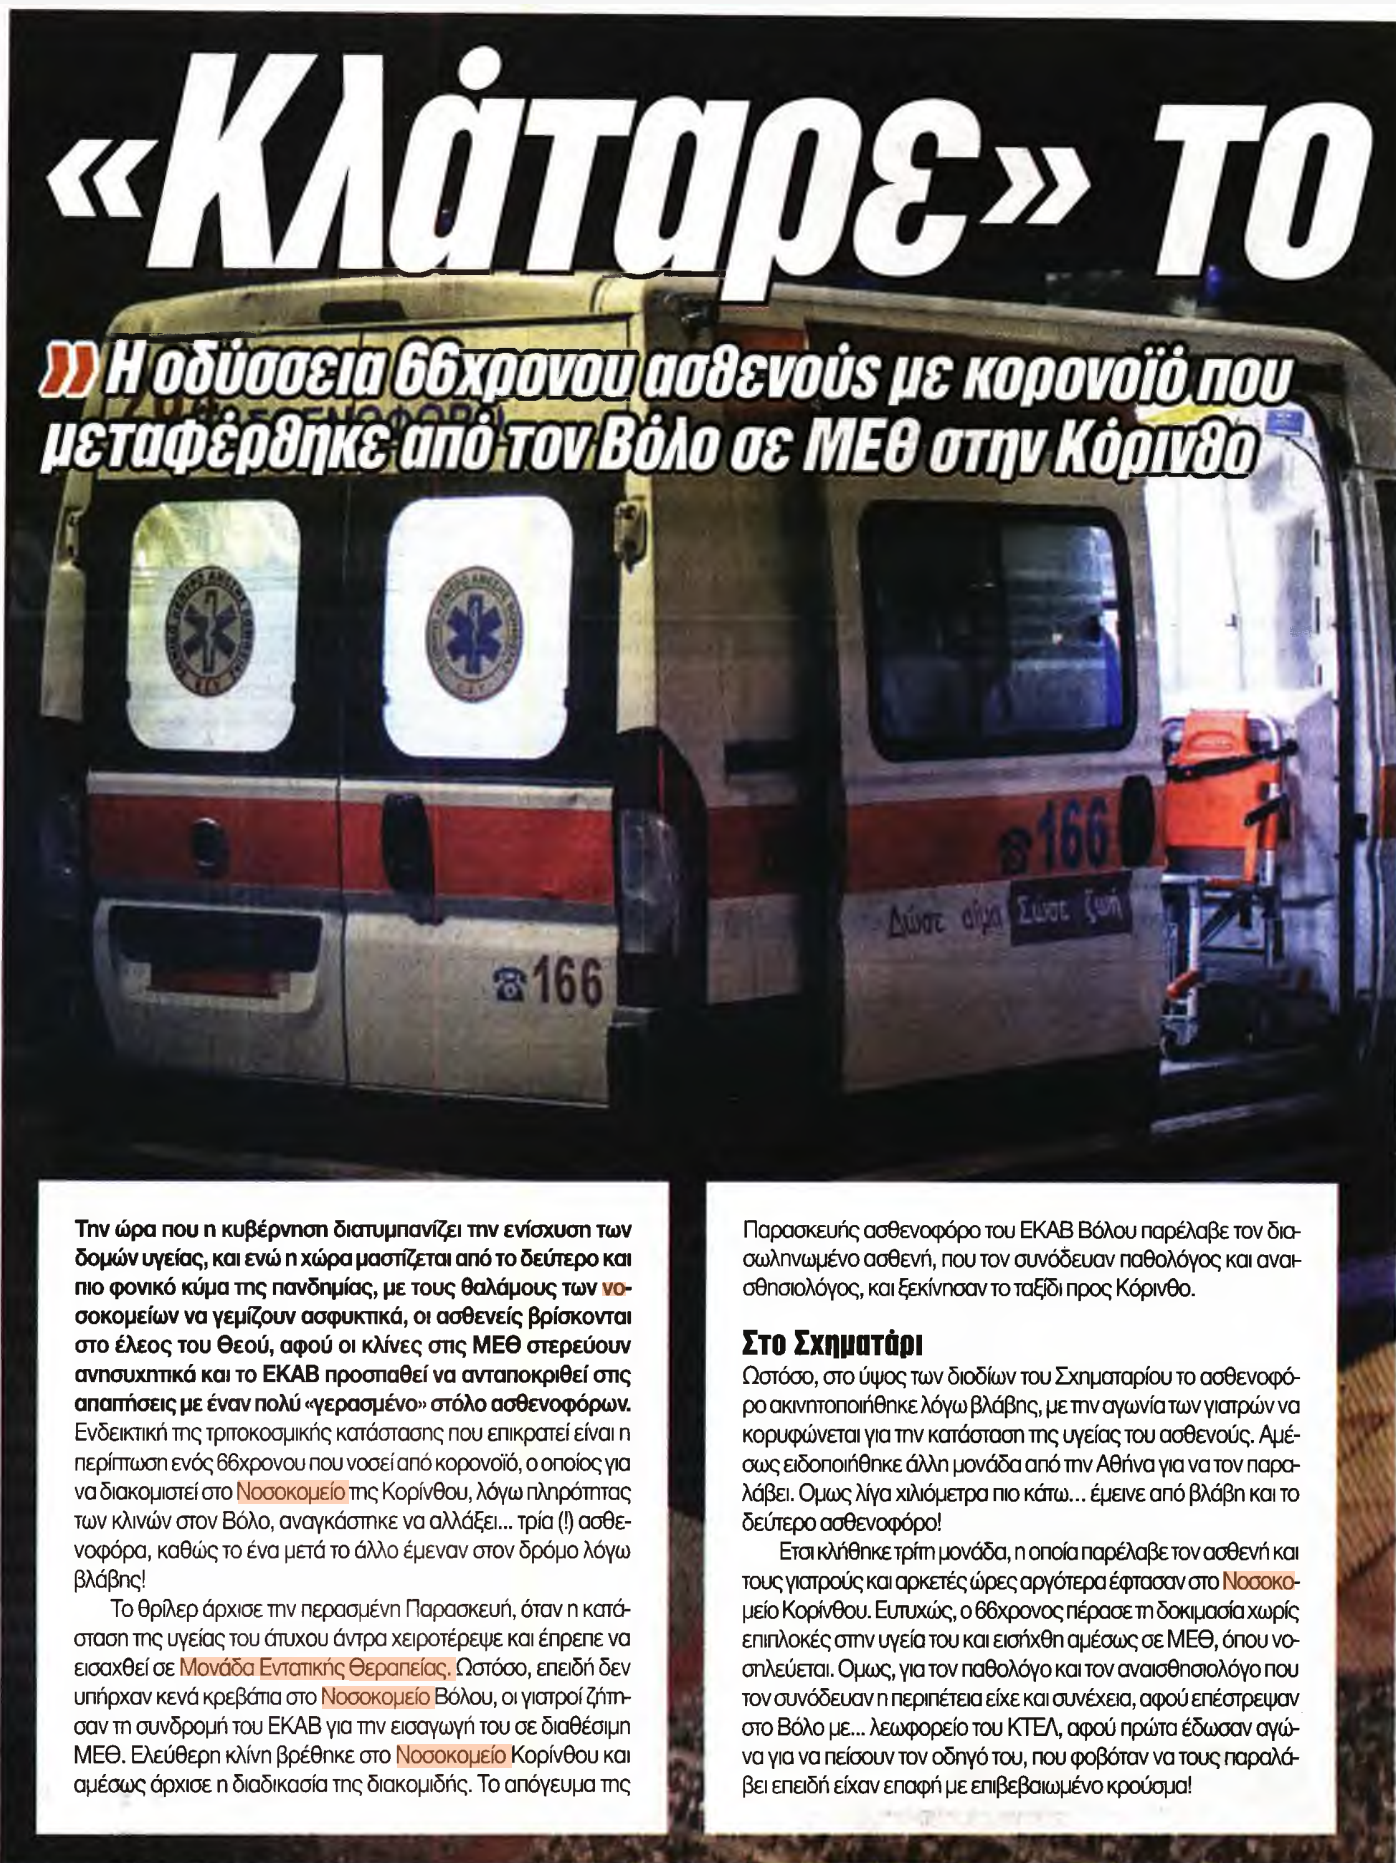 «Κλάταρε» το
» Η οδύσσεια 66χρονου ασθενούς με κορονοϊό που
μεταφέρθηκε από τον Βόλο σε ΜΕΘ στην Κόρινθο
166
166
Δώσε αίμα Σώσε ζωή
Την ώρα που η κυβέρνηση διατυμπανίζει την ενίσχυση των
δομών υγείας, και ενώ η χώρα μαστίζεται από το δεύτερο και
πιο φονικό κύμα της πανδημίας, με τους θαλάμους των νο-
σοκομείων να γεμίζουν ασφυκτικά, οι ασθενείς βρίσκονται
στο έλεος του Θεού, αφού οι κλίνες στις ΜΕΘ στερεύουν
ανησυχητικά και το ΕΚΑΒ προσπαθεί να ανταποκριθεί στις
απαιτήσεις με έναν πολύ «γερασμένο» στόλο ασθενοφόρων.
Ενδεικτική της τριτοκοσμικής κατάστασης που επικρατεί είναι η
περίπτωση ενός 66χρονου που νοσεί από κορονοϊό, ο οποίος για
να διακομιστεί στο Νοσοκομείο της Κορίνθου, λόγω πληρότητας
των κλινών στον Βόλο, αναγκάστηκε να αλλάξει... τρία (!) ασθε-
νοφόρα, καθώς το ένα μετά το άλλο έμεναν στον δρόμο λόγω
βλάβης!
Το θρίλερ άρχισε την περασμένη Παρασκευή, όταν η κατά-
σταση της υγείας του άτυχου άντρα χειροτέρεψε και έπρεπε να
εισαχθεί σε Μονάδα Εντατικής Θεραπείας. Ωστόσο, επειδή δεν
υπήρχαν κενά κρεβάτια στο Νοσοκομείο Βόλου, οι γιατροί ζήτη-
σαν τη συνδρομή του ΕΚΑΒ για την εισαγωγή του σε διαθέσιμη
ΜΕΘ. Ελεύθερη κλίνη βρέθηκε στο Νοσοκομείο Κορίνθου και
αμέσως άρχισε η διαδικασία της διακομιδής. Το απόγευμα της
Παρασκευής ασθενοφόρο του ΕΚΑΒ Βόλου παρέλαβε τον δια-
σωληνωμένο ασθενή, που τον συνόδευαν παθολόγος και αναι-
σθησιολόγος, και ξεκίνησαν το ταξίδι προς Κόρινθο.
Στο Σχηματάρι
Ωστόσο, στο ύψος των διοδίων του Σχηματαρίου το ασθενοφό-
ρο ακινητοποιήθηκε λόγω βλάβης, με την αγωνία των γιατρών να
κορυφώνεται για την κατάσταση της υγείας του ασθενούς. Αμέ-
σως ειδοποιήθηκε άλλη μονάδα από την Αθήνα για να τον παρα-
λάβει. Ομως λίγα χιλιόμετρα πιο κάτω... έμεινε από βλάβη και το
δεύτερο ασθενοφόρο!
Ετσι κλήθηκε τρίτη μονάδα, η οποία παρέλαβε τον ασθενή και
τους γιατρούς και αρκετές ώρες αργότερα έφτασαν στο Νοσοκο-
μείο Κορίνθου. Ευτυχώς, ο 66χρονος πέρασε τη δοκιμασία χωρίς
επιπλοκές στην υγεία του και εισήχθη αμέσως σε ΜΕΘ, όπου νο-
σηλεύεται. Ομως, για τον παθολόγο και τον αναισθησιολόγο που
τον συνόδευαν η περιπέτεια είχε και συνέχεια, αφού επέστρεψαν
στο Βόλο με... λεωφορείο του ΚΤΕΛ, αφού πρώτα έδωσαν αγώ-
να για να πείσουν τον οδηγό του, που φοβόταν να τους παραλά-
βει επειδή είχαν επαφή με επιβεβαιωμένο κρούσμα!